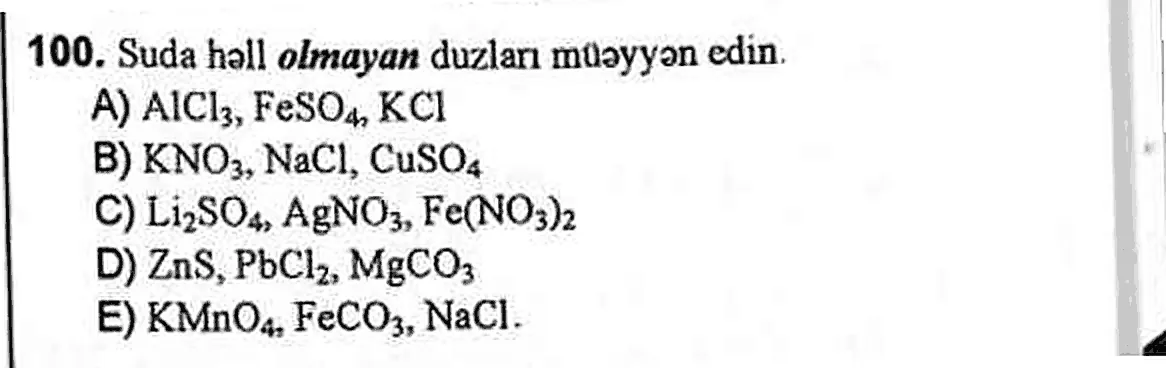 100. Suda həll olmayan duzları müəyyən edin.
A) AlCl₃, FeSO₄, KCl
B) KNO₃, NaCl, CuSO₄
C) Li₂SO₄, AgNO₃, Fe(NO₃)₂
D) ZnS, PbCl₂, MgCO₃
E) KMnO₄, FeCO₃, NaCl.